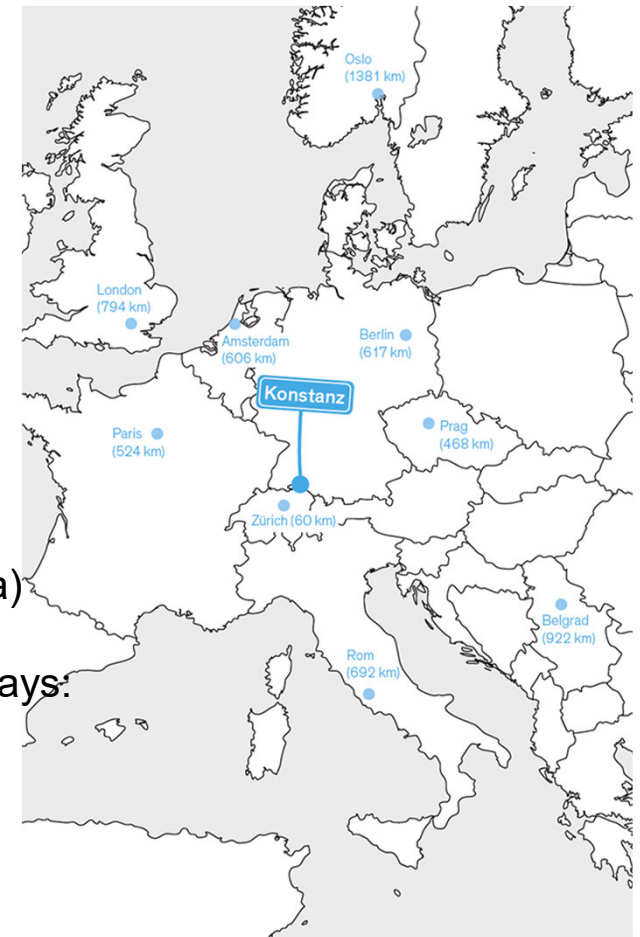 Oslo
(1381 km)
London
(794 km)
Amsterdam
(606 km)
Berlin
(617 km)
Konstanz
Paris
(524 km)
Prag
(468 km)
Zürich (60 km)
a)
Belgrad
(922 km)
Rom
(692 km)
ays: